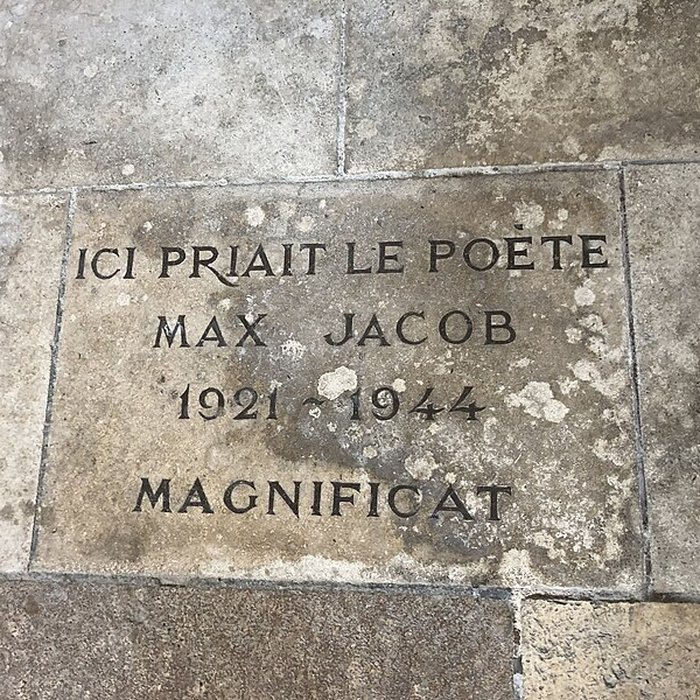 ICI PRIAIT LE POÈTE
MAX JACOB
1921 ~ 1944
MAGNIFICAT